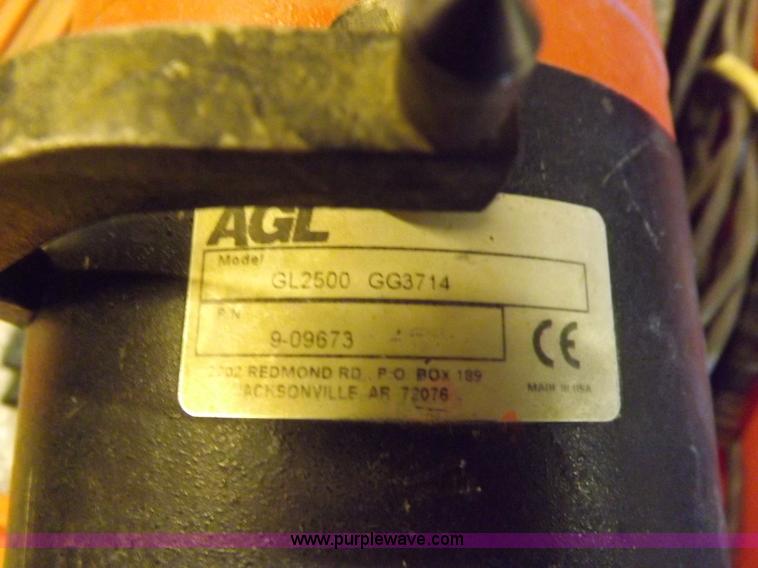 AGL
Model
GL2500 GG3714
P/N
9-09673
CE
2202 REDMOND RD., P.O. BOX 189
JACKSONVILLE AR 72076
MADE IN USA
www.purplewave.com